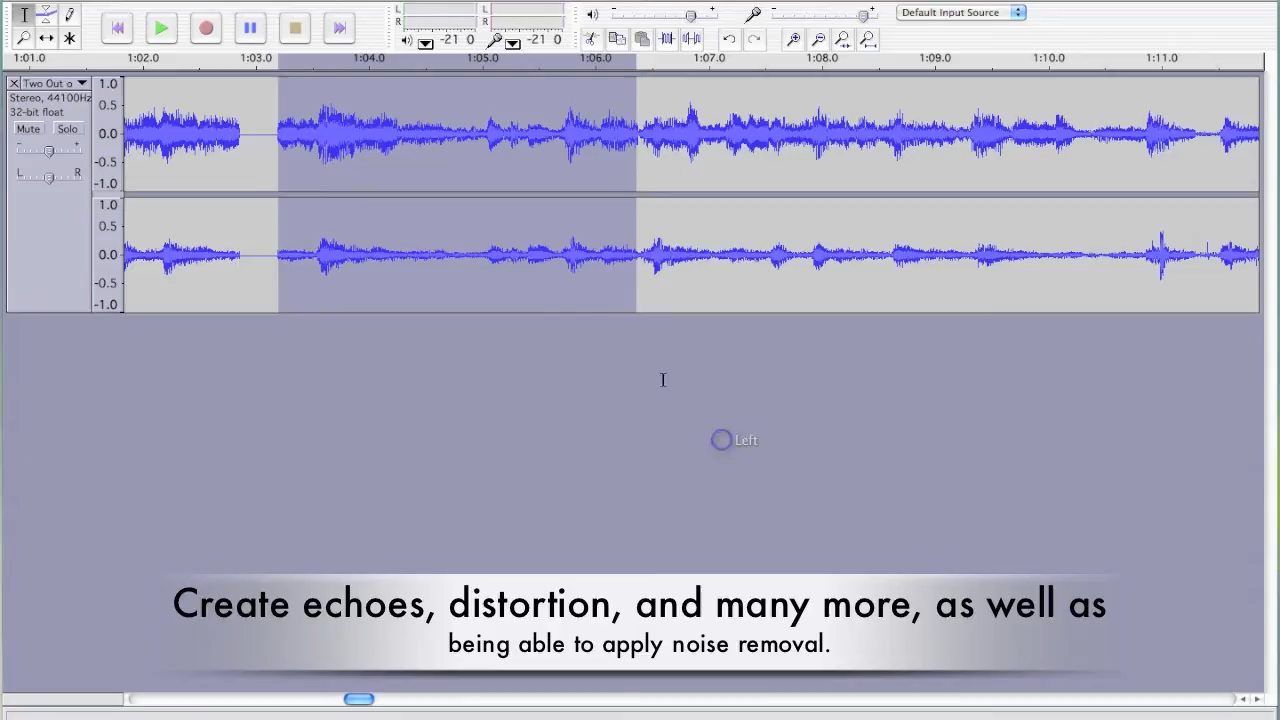 L
R
L
R
-21 0
-21 0
Default Input Source
1:01.0 1:02.0 1:03.0 1:04.0 1:05.0 1:06.0 1:07.0 1:08.0 1:09.0 1:10.0 1:11.0
Two Out o
Stereo, 44100Hz
32-bit float
Mute Solo
- +
L R
1.0
0.5
0.0
-0.5
-1.0
1.0
0.5
0.0
-0.5
-1.0
Left
Create echoes, distortion, and many more, as well as
being able to apply noise removal.